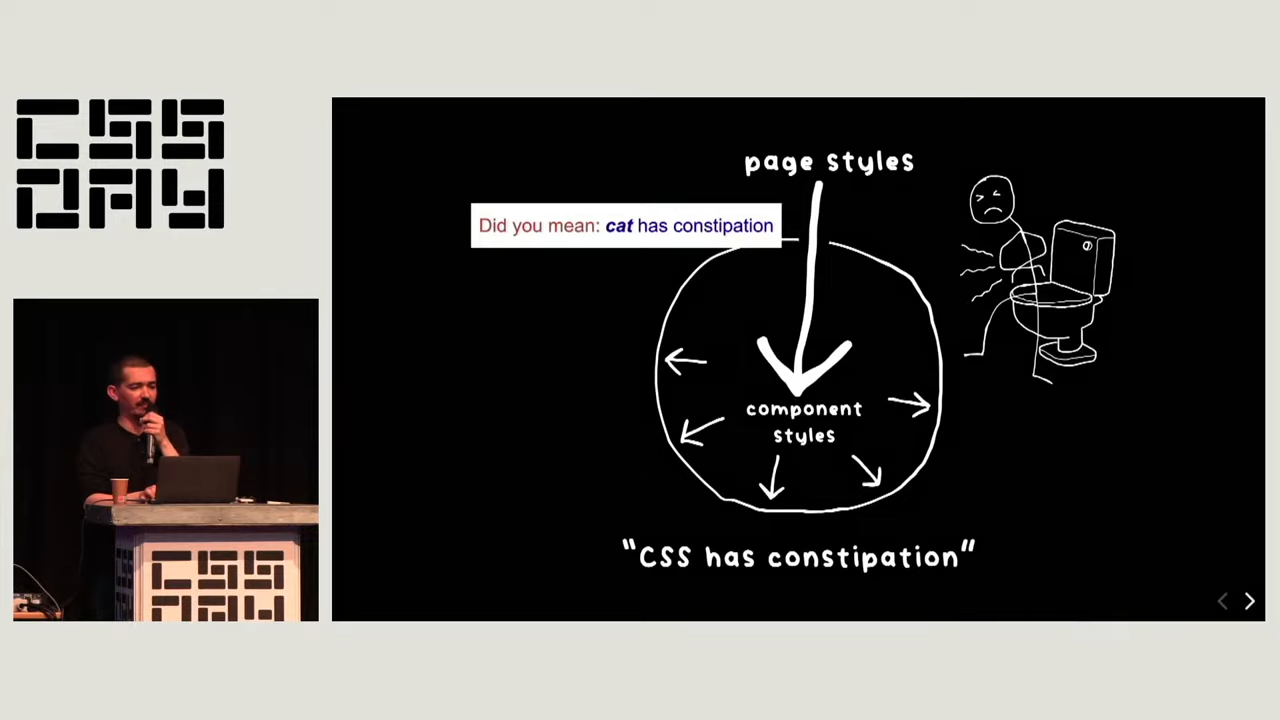 CSS
DAY
page styles
Did you mean: cat has constipation
component
styles
"CSS has constipation"
CSS
DAY